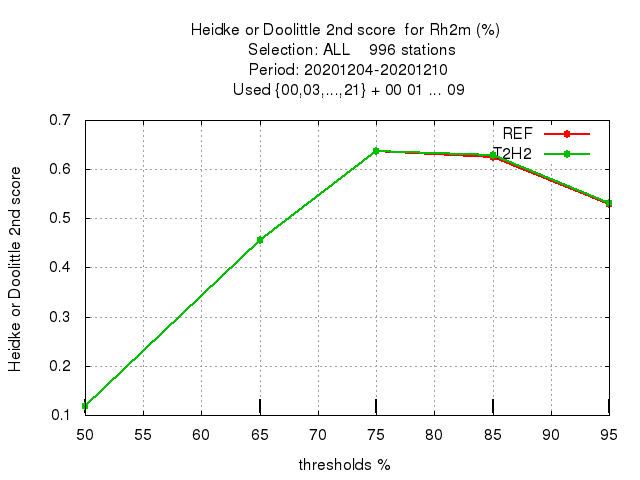 Heidke or Doolittle 2nd score  for Rh2m (%)
Selection: ALL    996 stations
Period: 20201204-20201210
Used {00,03,...,21} + 00 01 ... 09
REF
T2H2
0.7
0.6
0.5
0.4
0.3
0.2
0.1
Heidke or Doolittle 2nd score
50 55 60 65 70 75 80 85 90 95
thresholds %